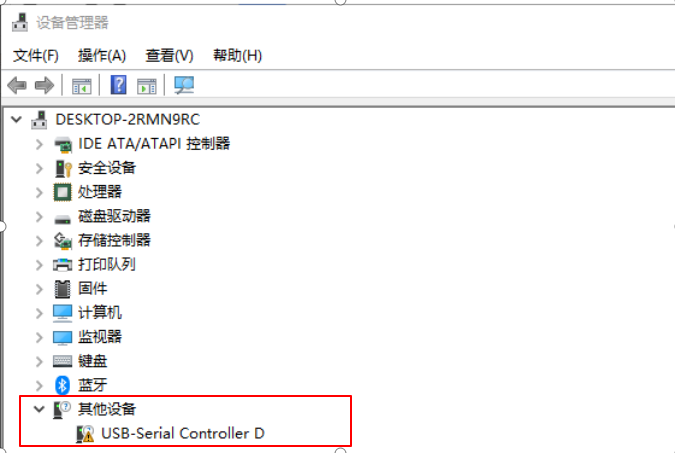 设备管理器
文件(F) 操作(A) 查看(V) 帮助(H)
DESKTOP-2RMN9RC
IDE ATA/ATAPI 控制器
安全设备
处理器
磁盘驱动器
存储控制器
打印队列
固件
计算机
监视器
键盘
蓝牙
其他设备
USB-Serial Controller D